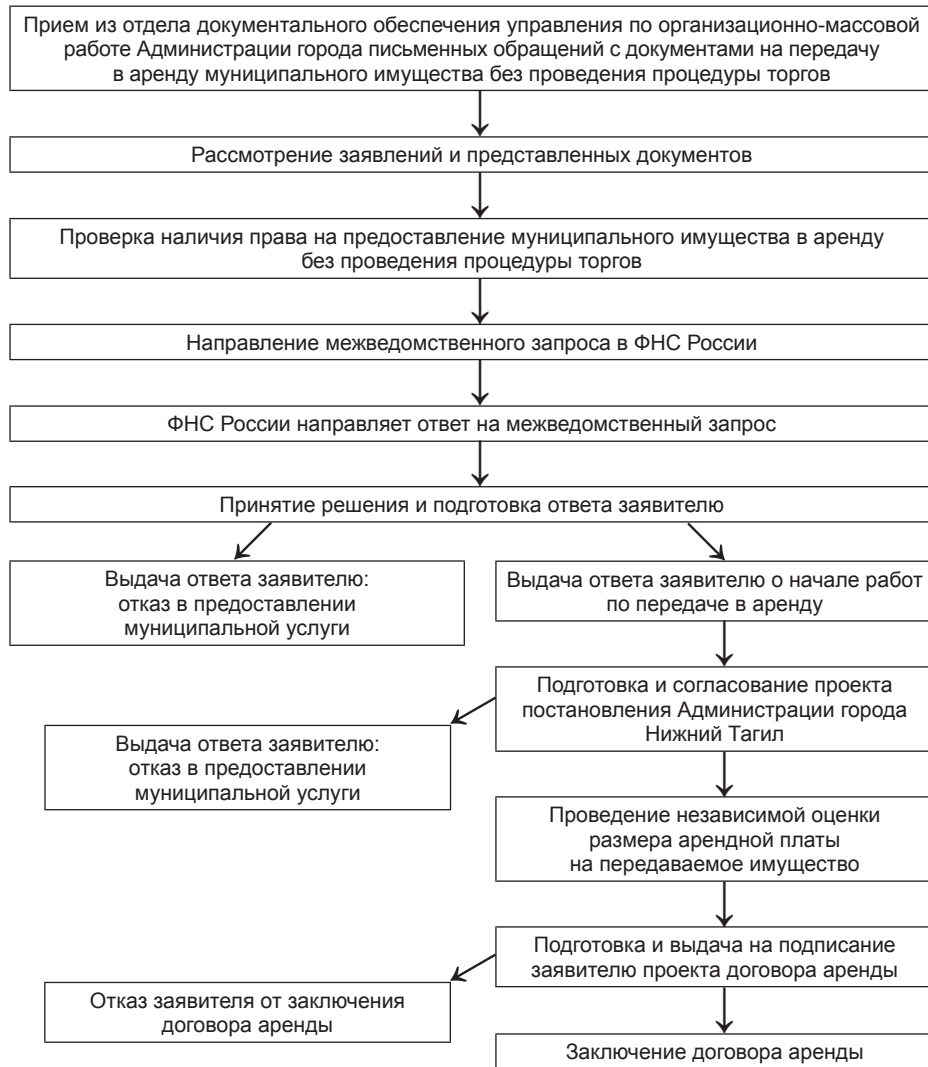 Прием из отдела документального обеспечения управления по организационно-массовой
работе Администрации города письменных обращений с документами на передачу
в аренду муниципального имущества без проведения процедуры торгов
Рассмотрение заявлений и представленных документов
Проверка наличия права на предоставление муниципального имущества в аренду
без проведения процедуры торгов
Направление межведомственного запроса в ФНС России
ФНС России направляет ответ на межведомственный запрос
Принятие решения и подготовка ответа заявителю
Выдача ответа заявителю:
отказ в предоставлении
муниципальной услуги
Выдача ответа заявителю о начале работ
по передаче в аренду
Подготовка и согласование проекта
постановления Администрации города
Нижний Тагил
Выдача ответа заявителю:
отказ в предоставлении
муниципальной услуги
Проведение независимой оценки
размера арендной платы
на передаваемое имущество
Подготовка и выдача на подписание
заявителю проекта договора аренды
Отказ заявителя от заключения
договора аренды
Заключение договора аренды